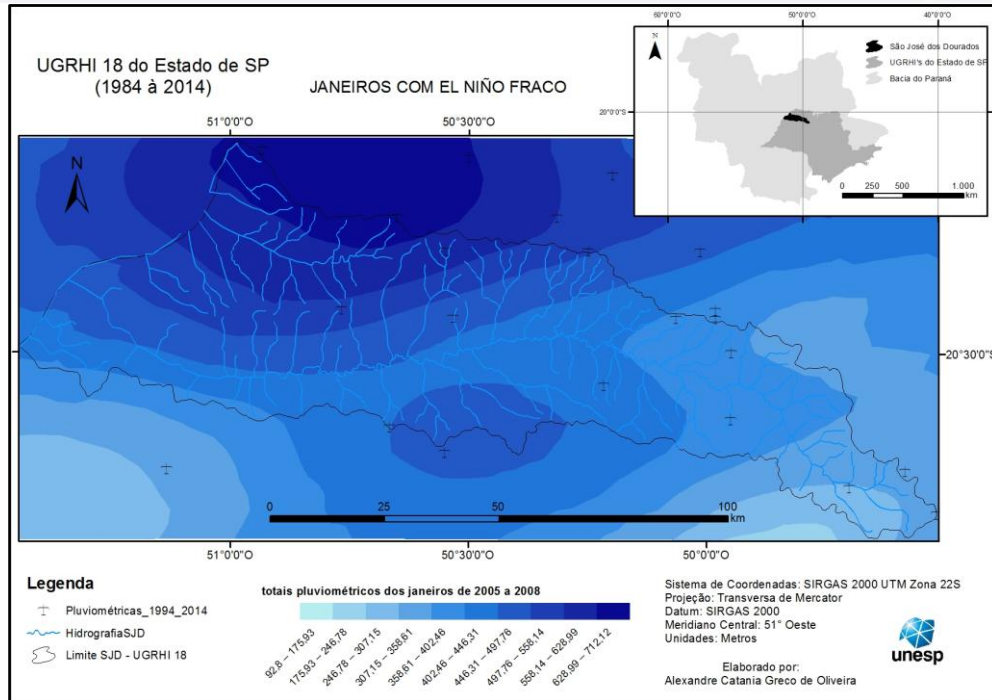 UGRHI 18 do Estado de SP
(1984 à 2014)
JANEIROS COM EL NIÑO FRACO
60°0'0"O 50°0'0"O 40°0'0"O
N
20°0'0"S
São José dos Dourados
UGRHI's do Estado de SP
Bacia do Paraná
0 250 500 1.000
km
51°0'0"O 50°30'0"O
N
20°30'0"S
0 25 50 100
km
51°0'0"O 50°30'0"O 50°0'0"O
Legenda
Pluviométricas_1994_2014
HidrografiaSJD
Limite SJD - UGRHI 18
totais pluviométricos dos janeiros de 2005 a 2008
92,8 – 175,93
175,93 – 246,78
246,78 – 307,15
307,15 – 358,61
358,61 – 402,46
402,46 – 446,31
446,31 – 497,76
497,76 – 558,14
558,14 – 628,99
628,99 – 712,12
Sistema de Coordenadas: SIRGAS 2000 UTM Zona 22S
Projeção: Transversa de Mercator
Datum: SIRGAS 2000
Meridiano Central: 51° Oeste
Unidades: Metros
Elaborado por:
Alexandre Catania Greco de Oliveira
unesp